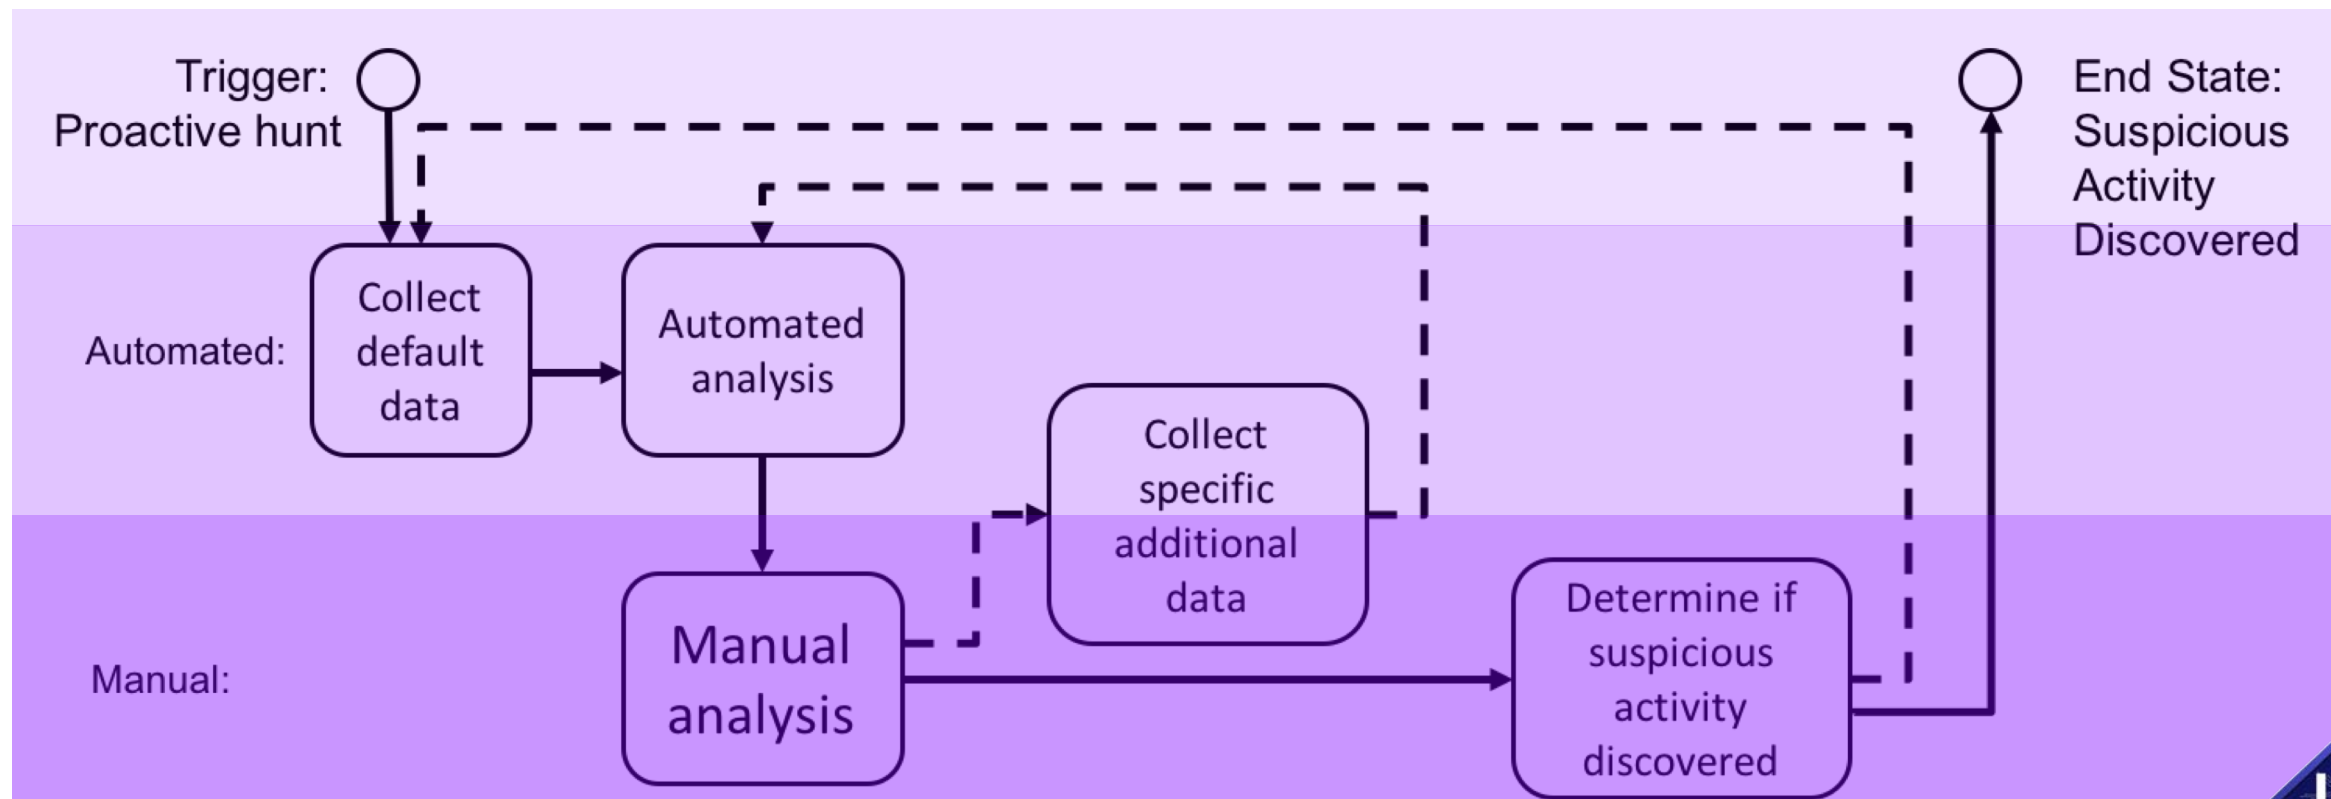 Trigger:
Proactive hunt
End State:
Suspicious
Activity
Discovered
Automated:
Collect
default
data
Automated
analysis
Collect
specific
additional
data
Manual:
Manual
analysis
Determine if
suspicious
activity
discovered